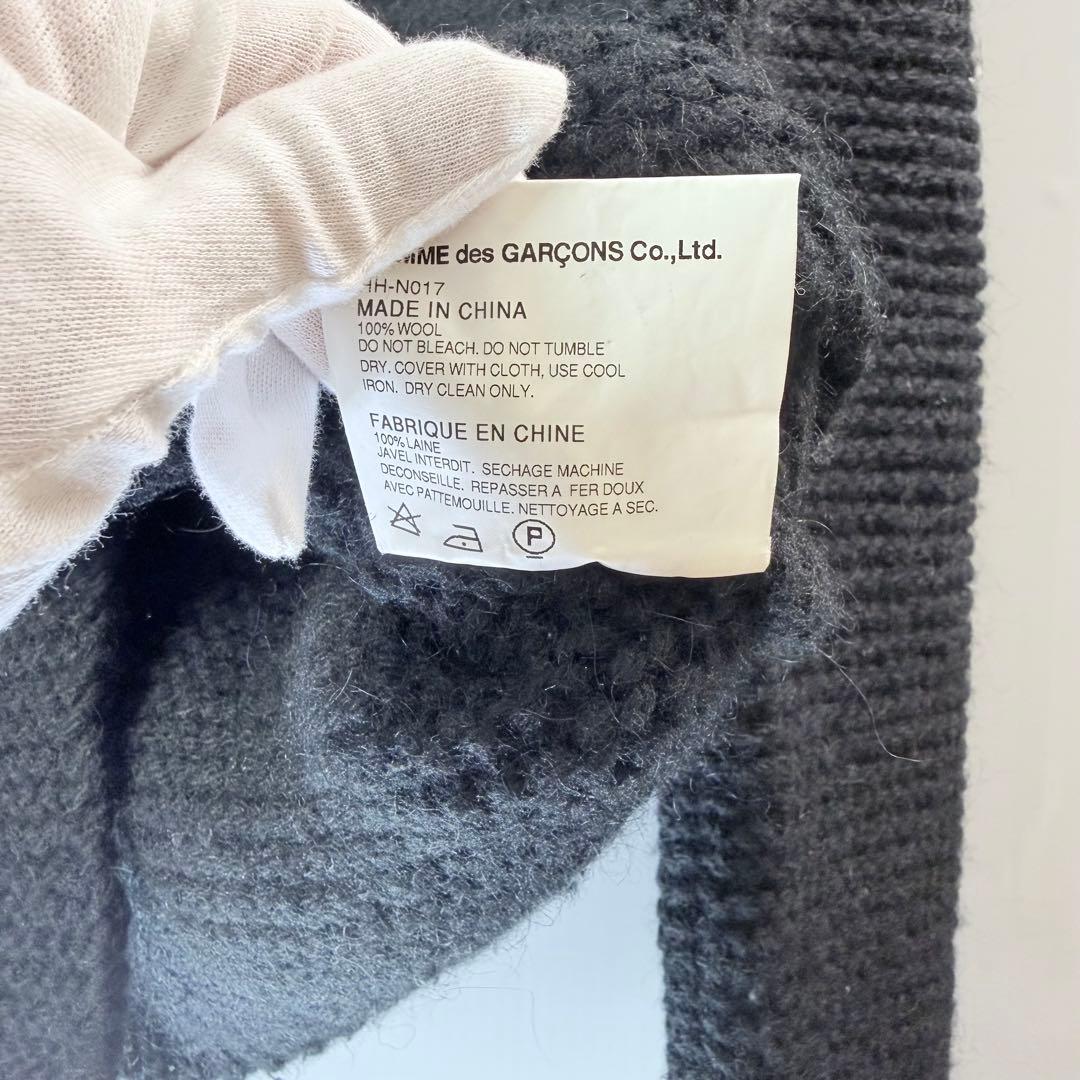 des GARÇONS Co.,Ltd.
MADE IN CHINA
100% WOOL
DO NOT BLEACH. DO NOT TUMBLE
DRY. COVER WITH CLOTH, USE COOL
IRON. DRY CLEAN ONLY.
FABRIQUE EN CHINE
100% LAINE
JAVEL INTERDIT. SECHAGE MACHINE
DECONSEILLE. REPASSER A FER DOUX
AVEC PATTEMOUILLE. NETTOYAGE A SEC.
P